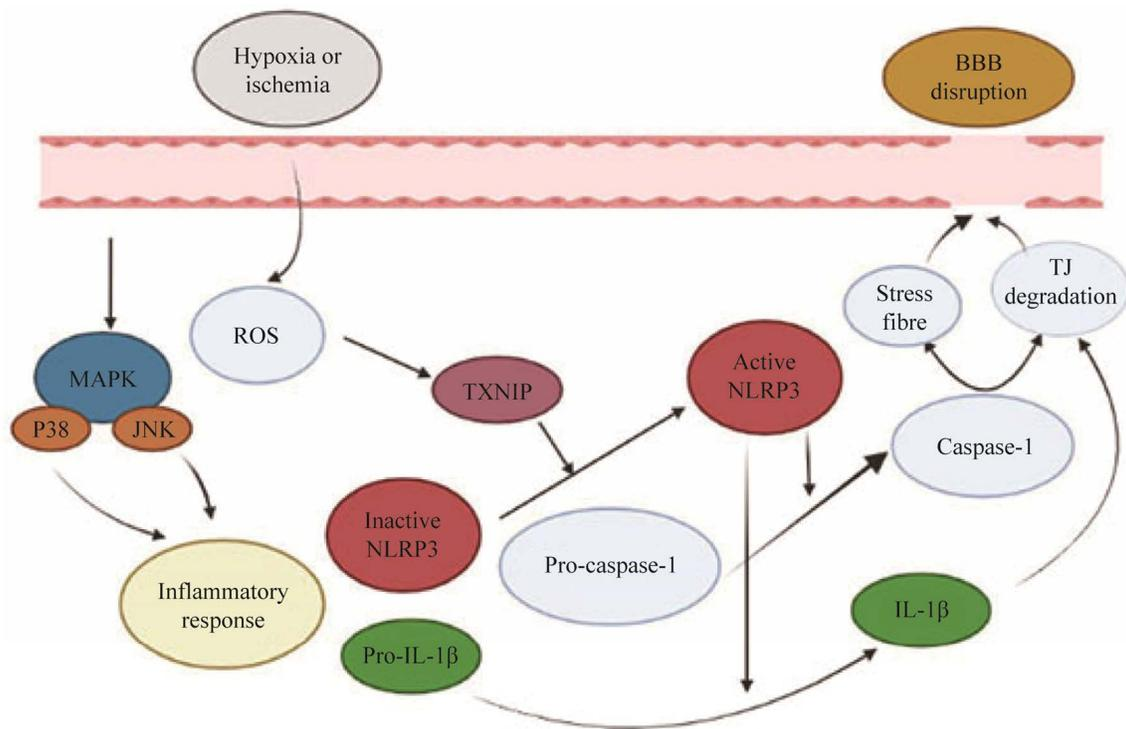 Hypoxia or
ischemia
BBB
disruption
ROS
Stress
fibre
TJ
degradation
MAPK
P38
JNK
TXNIP
Active
NLRP3
Caspase-1
Inactive
NLRP3
Pro-caspase-1
Inflammatory
response
Pro-IL-1β
IL-1β